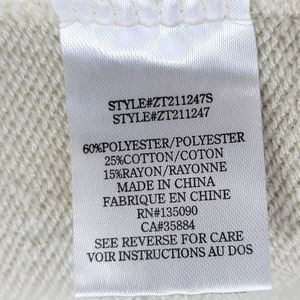 STYLE#ZT211247S
STYLE#ZT211247
60%POLYESTER/POLYESTER
25%COTTON/COTON
15%RAYON/RAYONNE
MADE IN CHINA
FABRIQUE EN CHINE
RN#135090
CA#35884
SEE REVERSE FOR CARE
VOIR INSTRUCTIONS AU DOS